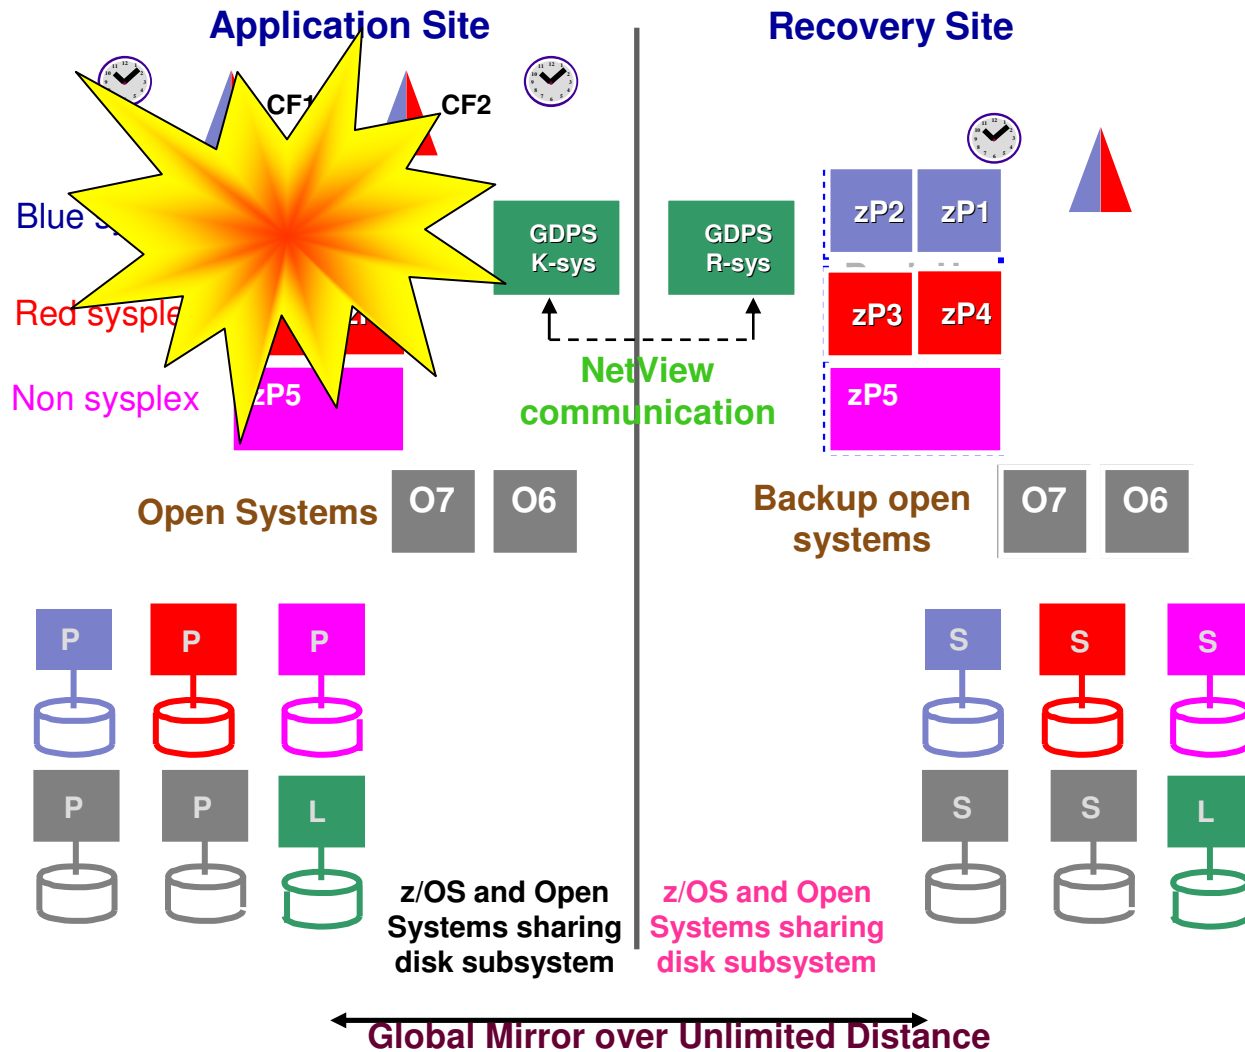 Application Site
Recovery Site
CF1
CF2
Blue
zP2
zP1
GDPS
K-sys
GDPS
R-sys
Red
zP3
zP4
NetView
communication
Non sysplex
zP5
zP5
Open Systems
O7
O6
Backup open
systems
O7
O6
P
P
P
S
S
S
P
P
L
S
S
L
z/OS and Open
Systems sharing
disk subsystem
z/OS and Open
Systems sharing
disk subsystem
Global Mirror over Unlimited Distance